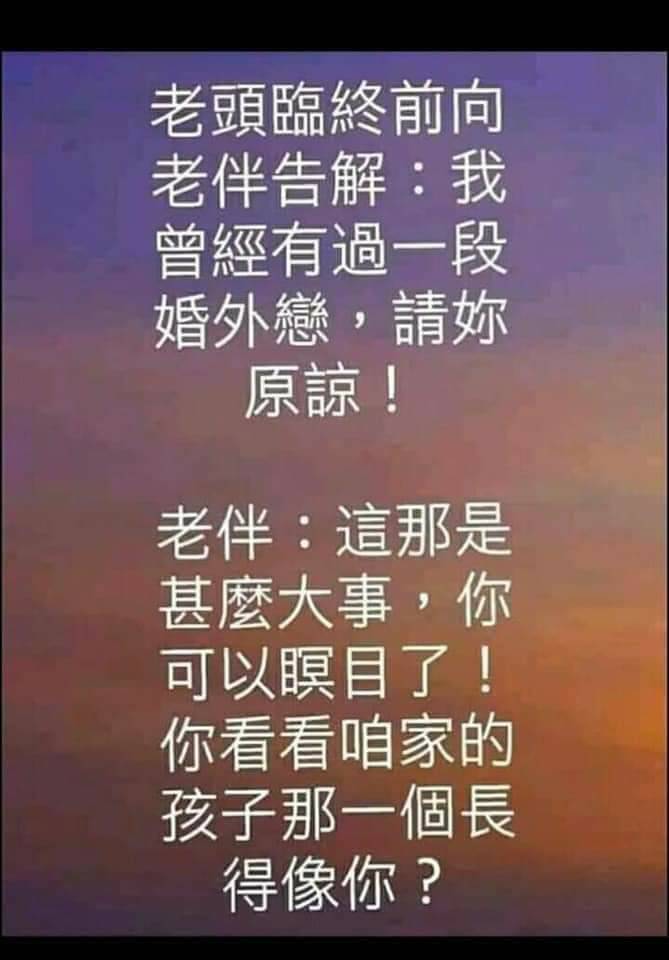 老頭臨終前向
老伴告解：我
曾經有過一段
婚外戀，請妳
原諒！
老伴：這那是
甚麼大事，你
可以瞑目了！
你看看咱家的
孩子那一個長
得像你？